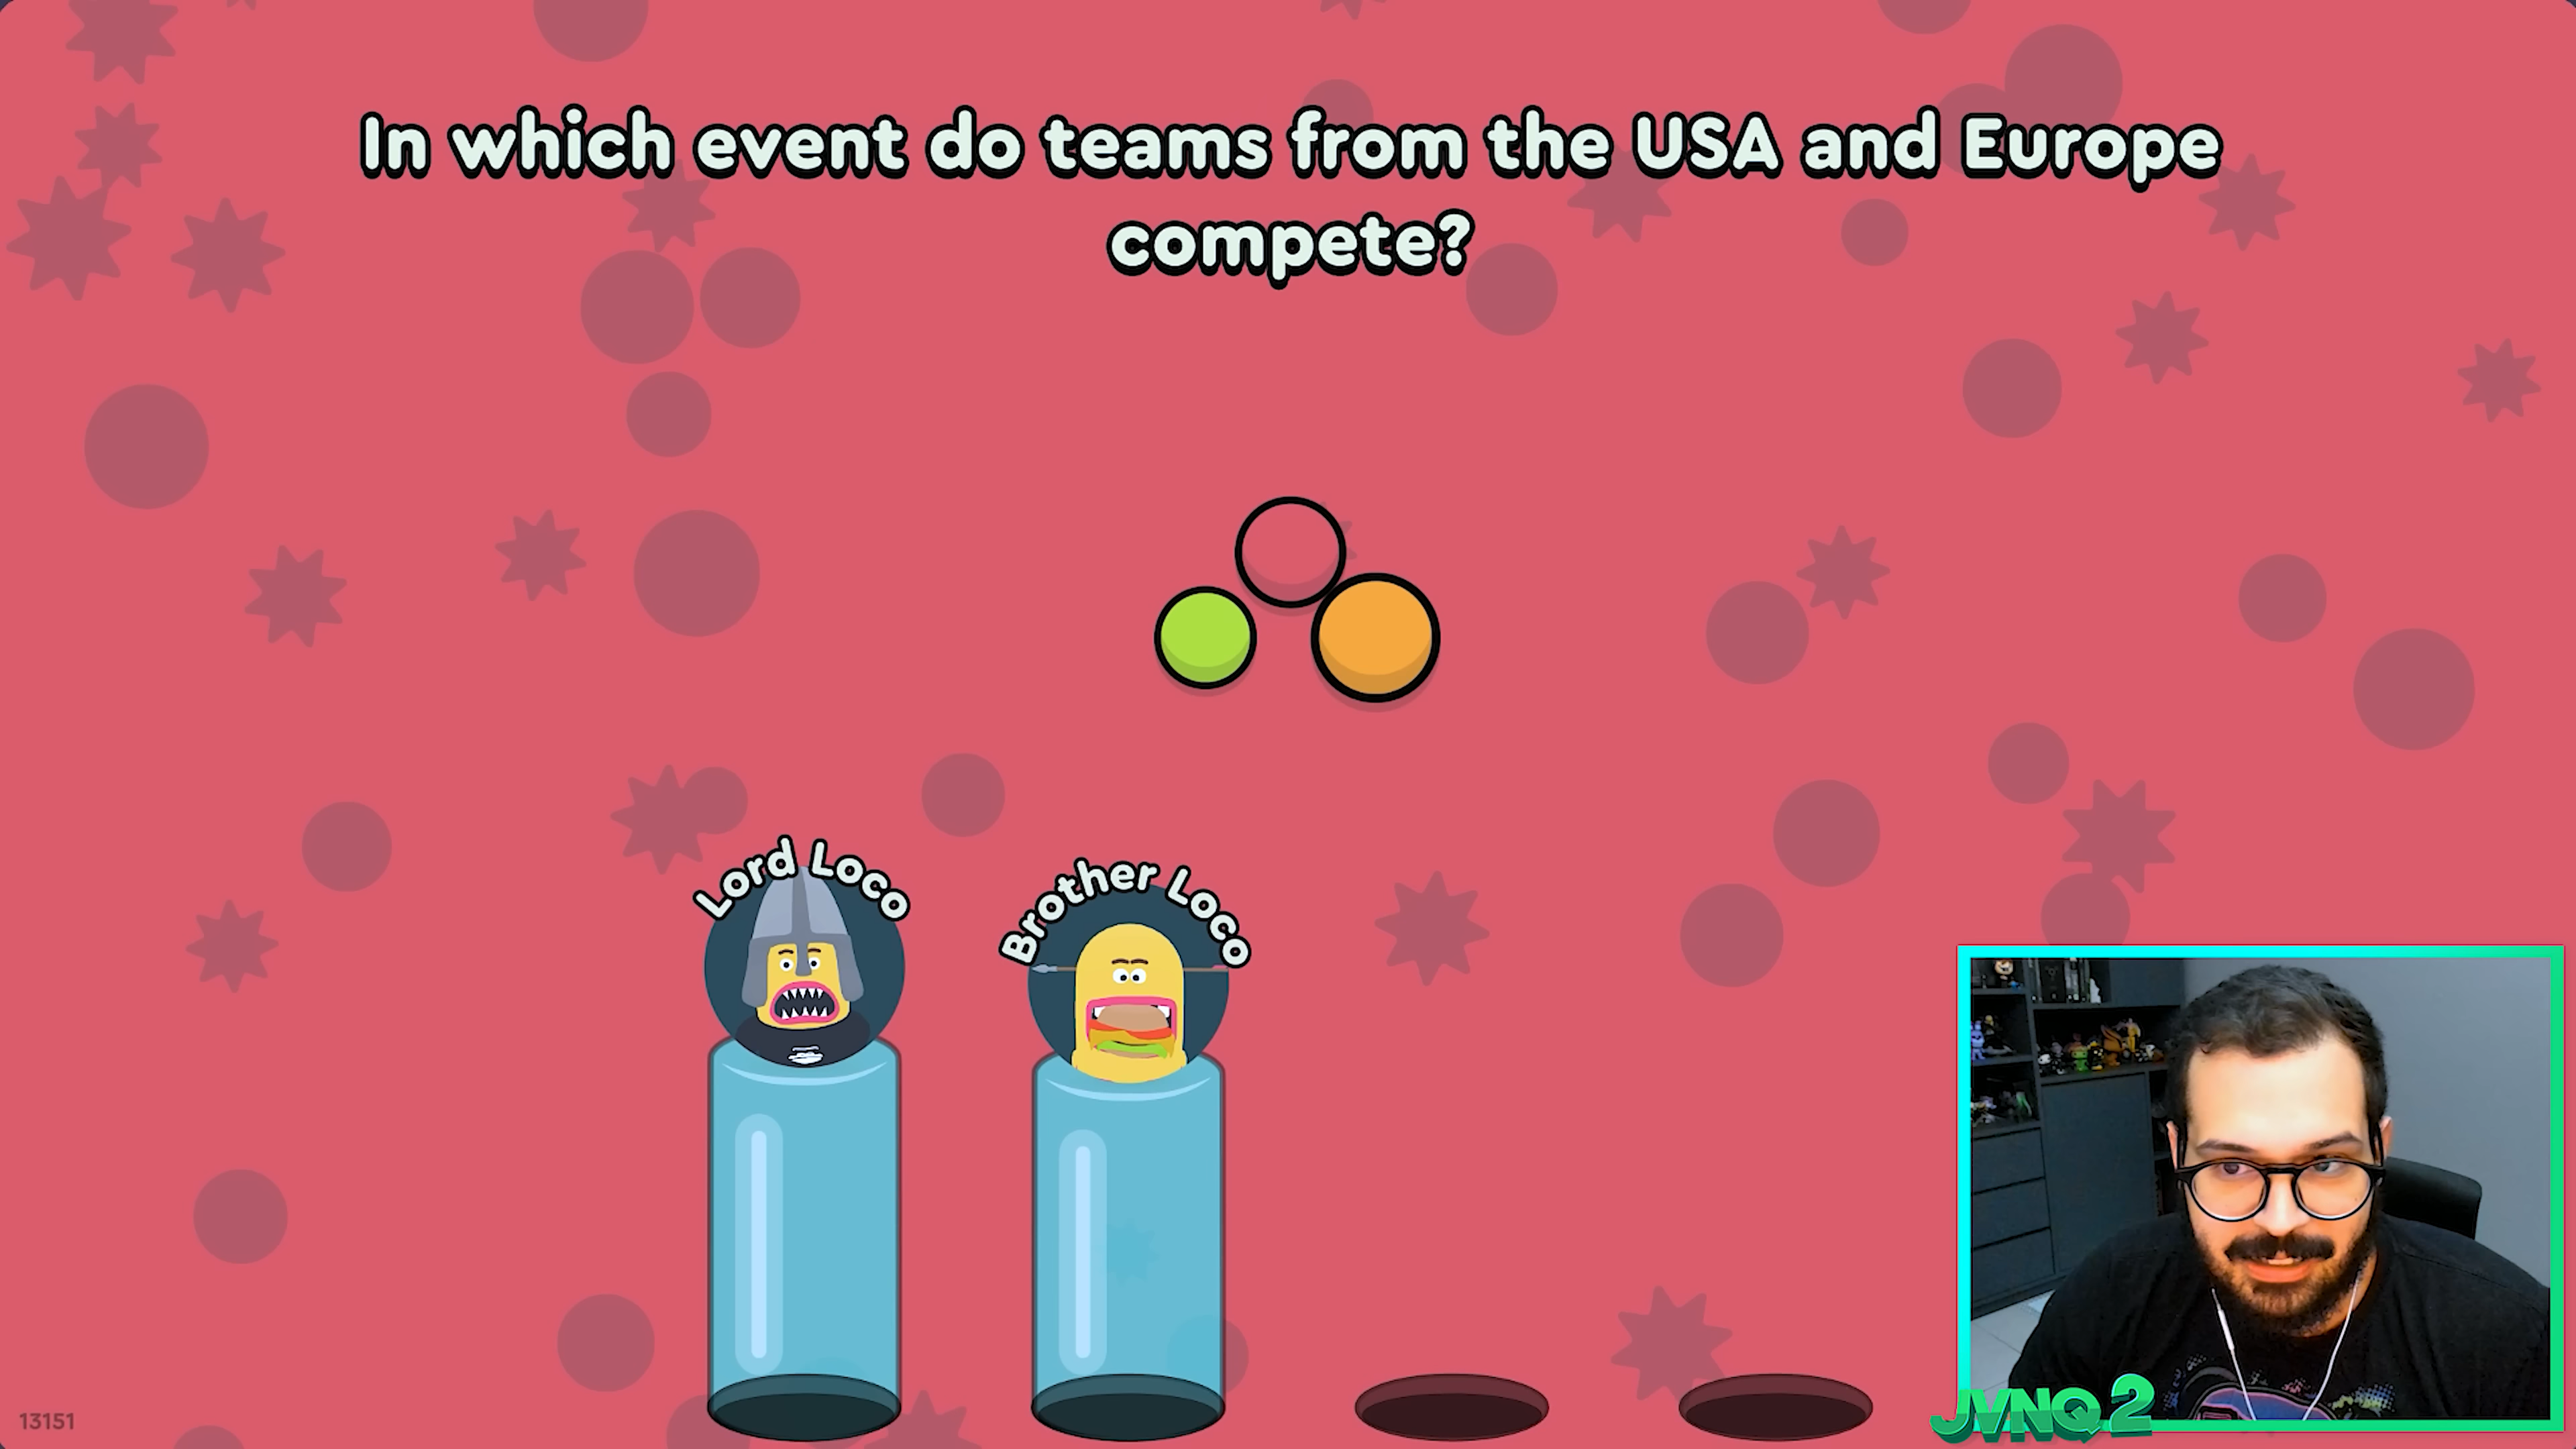 In which event do teams from the USA and Europe
compete?
Lord Loco
Brother Loco
13151
JVNQ 2